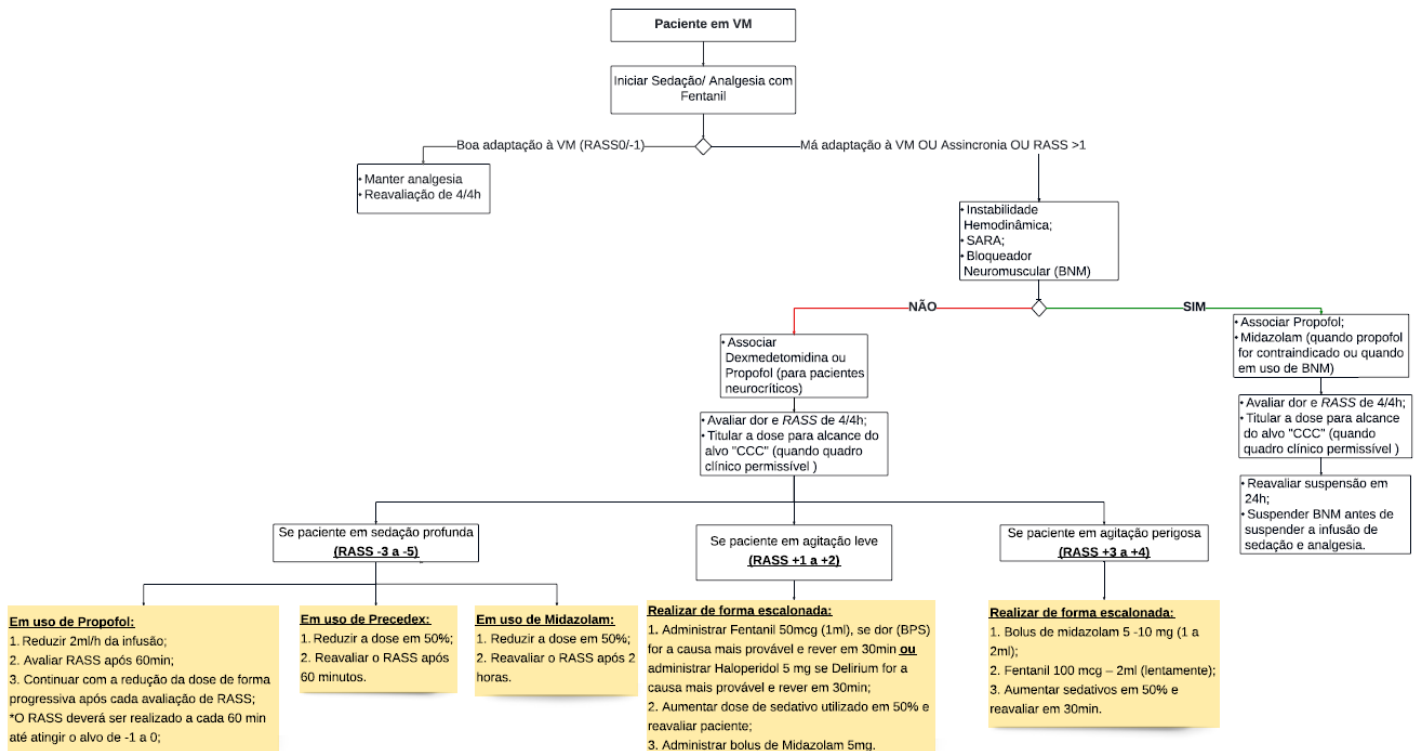 Paciente em VM
Iniciar Sedação/ Analgesia com
Fentanil
Boa adaptação à VM (RASS0/-1)
Má adaptação à VM OU Assincronia OU RASS >1
• Manter analgesia
• Reavaliação de 4/4h
• Instabilidade
Hemodinâmica;
• SARA;
• Bloqueador
Neuromuscular (BNM)
NÃO
SIM
• Associar
Dexmedetomidina ou
Propofol (para pacientes
neurocríticos)
• Avaliar dor e RASS de 4/4h;
• Titular a dose para alcance do
alvo "CCC" (quando quadro
clínico permissível )
• Associar Propofol;
• Midazolam (quando propofol
for contraindicado ou quando
em uso de BNM)
• Avaliar dor e RASS de 4/4h;
• Titular a dose para alcance
do alvo "CCC" (quando
quadro clínico permissível )
• Reavaliar suspensão em
24h;
• Suspender BNM antes de
suspender a infusão de
sedação e analgesia.
Se paciente em sedação profunda
(RASS -3 a -5)
Se paciente em agitação leve
(RASS +1 a +2)
Se paciente em agitação perigosa
(RASS +3 a +4)
Em uso de Propofol:
1. Reduzir 2ml/h da infusão;
2. Avaliar RASS após 60min;
3. Continuar com a redução da dose de forma
progressiva após cada avaliação de RASS;
*O RASS deverá ser realizado a cada 60 min
até atingir o alvo de -1 a 0;
Em uso de Precedex:
1. Reduzir a dose em 50%;
2. Reavaliar o RASS após
60 minutos.
Em uso de Midazolam:
1. Reduzir a dose em 50%;
2. Reavaliar o RASS após 2
horas.
Realizar de forma escalonada:
1. Administrar Fentanil 50mcg (1ml), se dor (BPS)
for a causa mais provável e rever em 30min ou
administrar Haloperidol 5 mg se Delirium for a
causa mais provável e rever em 30min;
2. Aumentar dose de sedativo utilizado em 50% e
reavaliar paciente;
3. Administrar bolus de Midazolam 5mg.
Realizar de forma escalonada:
1. Bolus de midazolam 5 -10 mg (1 a
2ml);
2. Fentanil 100 mcg – 2ml (lentamente);
3. Aumentar sedativos em 50% e
reavaliar em 30min.